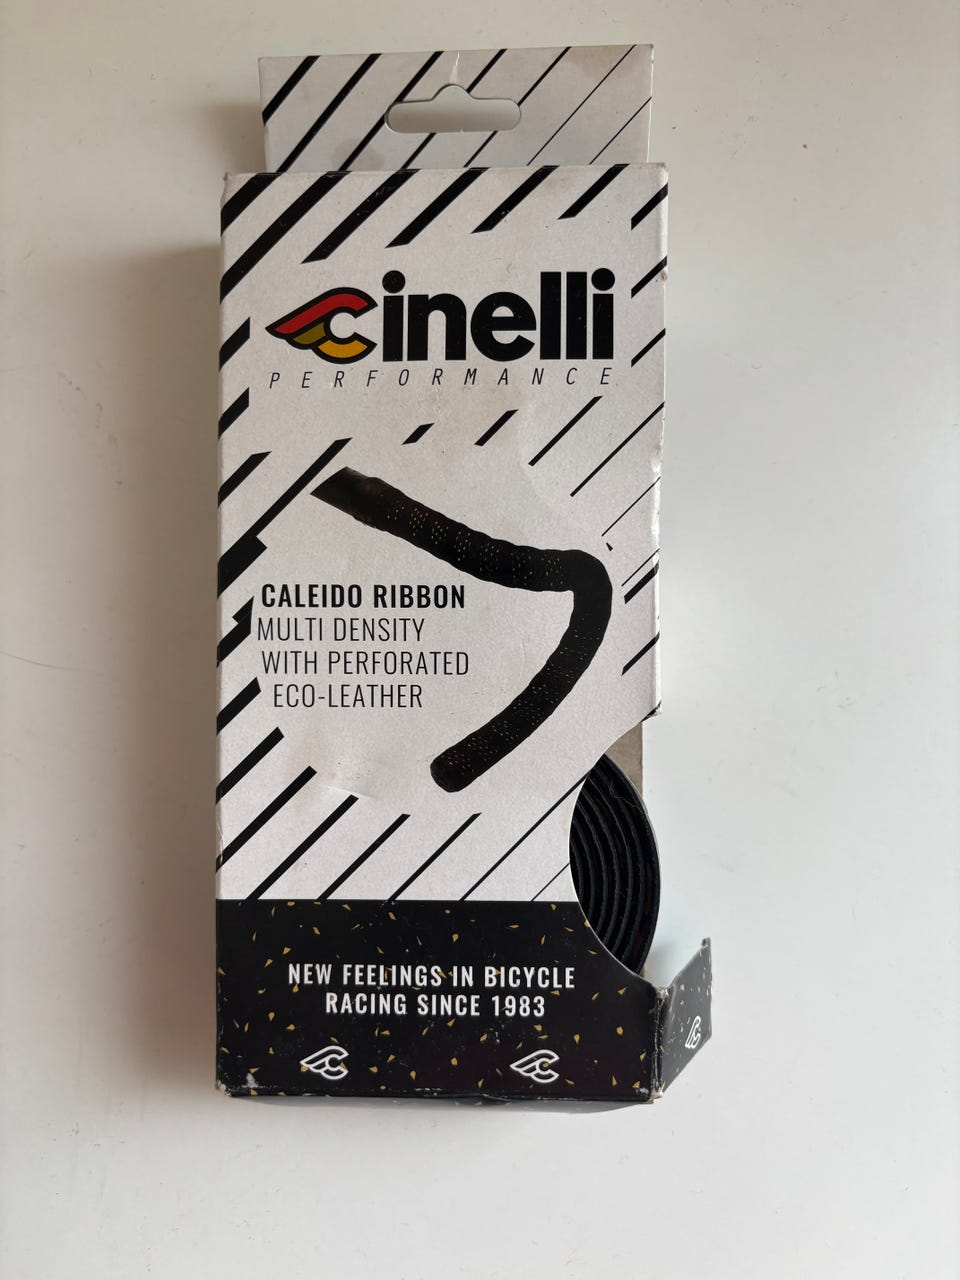 cinelli
PERFORMANCE
CALEIDO RIBBON
MULTI DENSITY
WITH PERFORATED
ECO-LEATHER
NEW FEELINGS IN BICYCLE
RACING SINCE 1983